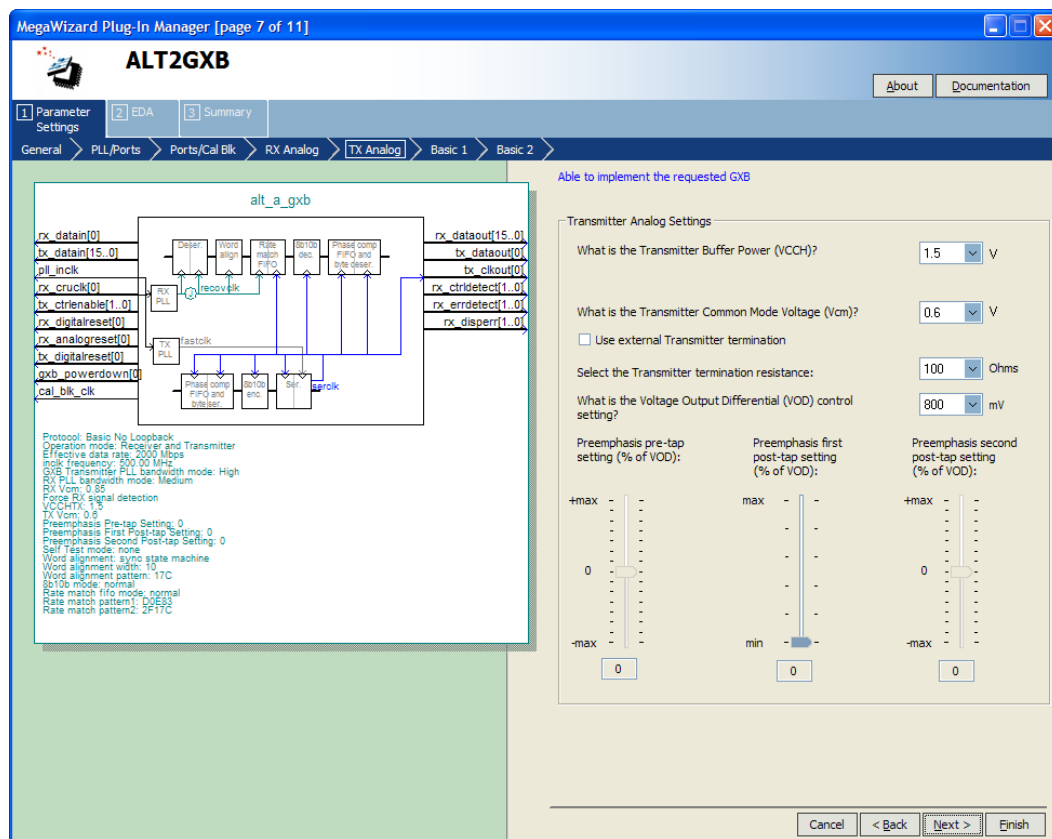 MegaWizard Plug-In Manager [page 7 of 11]
ALT2GXB
About
Documentation
1 Parameter Settings
2 EDA
3 Summary
General
PLL/Ports
Ports/Cal Blk
RX Analog
TX Analog
Basic 1
Basic 2
alt_a_gxb
rx_datain[0]
tx_datain[15..0]
pll_inclk
rx_cruclk[0]
tx_ctrlenable[1..0]
rx_digitalreset[0]
rx_analogreset[0]
tx_digitalreset[0]
gxb_powerdown[0]
cal_blk_clk
rx_dataout[15..0]
tx_dataout[0]
tx_clkout[0]
rx_ctrldetect[1..0]
rx_errdetect[1..0]
rx_disperr[1..0]
Deser.
Word
align
Rate
match
FIFO
8b10b
dec.
Phase comp
FIFO and
byte deser.
RX
PLL
recovclk
TX
PLL
fastclk
Phase comp
FIFO and
byte ser.
8b10b
enc.
Ser.
serclk
Protocol: Basic No Loopback
Operation mode: Receiver and Transmitter
Effective data rate: 2000 Mbps
inclk frequency: 500.00 MHz
GXB Transmitter PLL bandwidth mode: High
RX PLL bandwidth mode: Medium
RX Vcm: 0.85
Force RX signal detection
VCCHTX: 1.5
TX Vcm: 0.6
Preemphasis Pre-tap Setting: 0
Preemphasis First Post-tap Setting: 0
Preemphasis Second Post-tap Setting: 0
Self Test mode: none
Word alignment: sync state machine
Word alignment width: 10
Word alignment pattern: 17C
8b10b mode: normal
Rate match fifo mode: normal
Rate match pattern1: D0E83
Rate match pattern2: 2F17C
Able to implement the requested GXB
Transmitter Analog Settings
What is the Transmitter Buffer Power (VCCH)?
1.5
V
What is the Transmitter Common Mode Voltage (Vcm)?
0.6
V
Use external Transmitter termination
Select the Transmitter termination resistance:
100
Ohms
What is the Voltage Output Differential (VOD) control
setting?
800
mV
Preemphasis pre-tap
setting (% of VOD):
+max
0
-max
0
Preemphasis first
post-tap setting
(% of VOD):
max
min
0
Preemphasis second
post-tap setting
(% of VOD):
+max
0
-max
0
Cancel
< Back
Next >
Finish